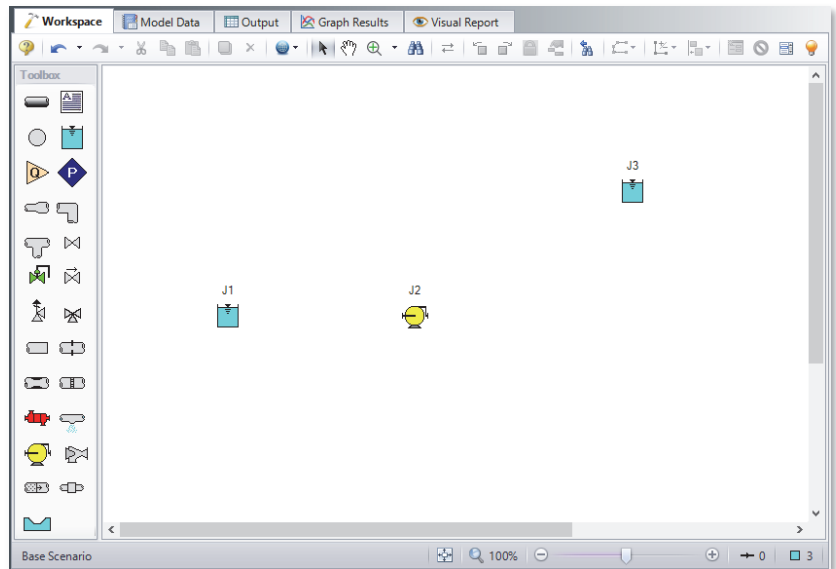 Workspace Model Data Output Graph Results Visual Report
Toolbox
A
Q P
J3
J1 J2
Base Scenario 100% 0 3